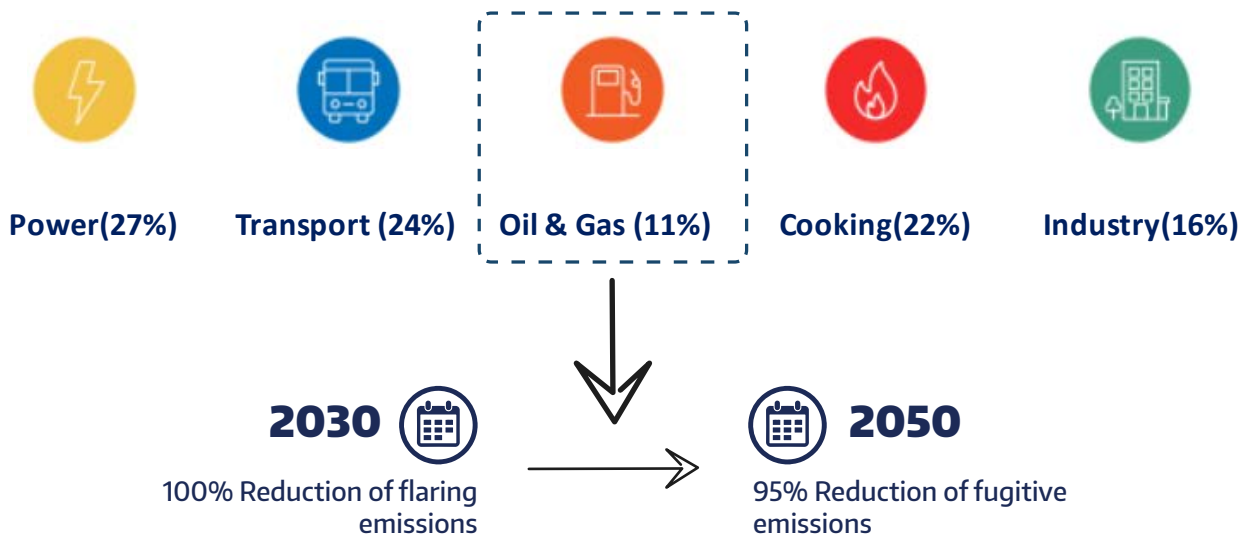 Power(27%)
Transport (24%)
Oil & Gas (11%)
Cooking(22%)
Industry(16%)
2030
100% Reduction of flaring
emissions
2050
95% Reduction of fugitive
emissions